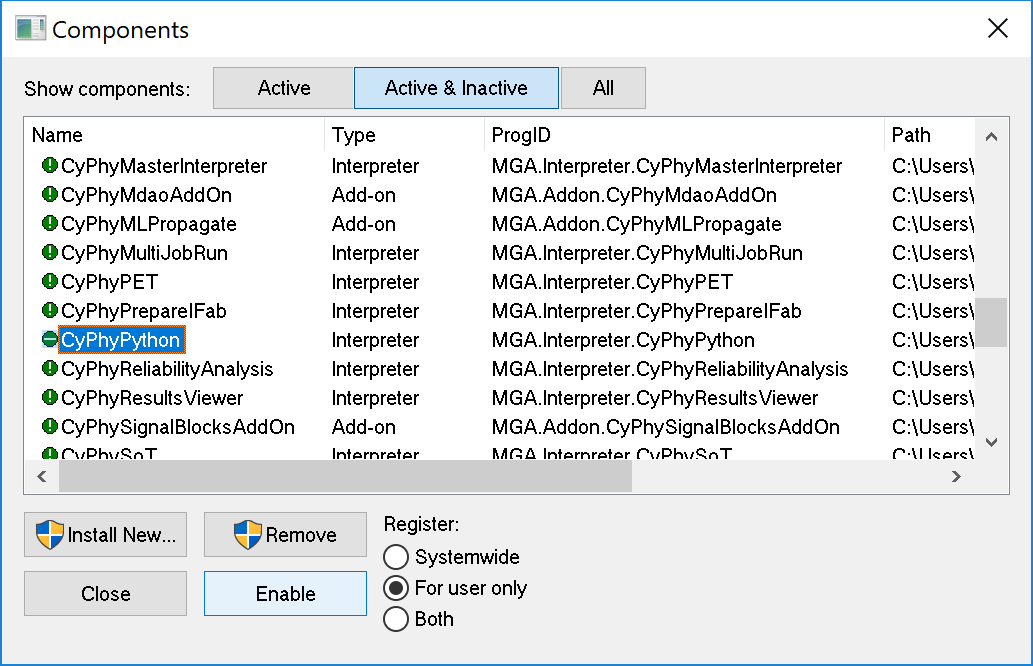 Components
Show components: Active Active & Inactive All
Name Type ProgID Path
CyPhyMasterInterpreter Interpreter MGA.Interpreter.CyPhyMasterInterpreter C:\Users\
CyPhyMdaoAddOn Add-on MGA.Addon.CyPhyMdaoAddOn C:\Users\
CyPhyMLPropagate Add-on MGA.Addon.CyPhyMLPropagate C:\Users\
CyPhyMultiJobRun Interpreter MGA.Interpreter.CyPhyMultiJobRun C:\Users\
CyPhyPET Interpreter MGA.Interpreter.CyPhyPET C:\Users\
CyPhyPrepareIFab Interpreter MGA.Interpreter.CyPhyPrepareIFab C:\Users\
CyPhyPython Interpreter MGA.Interpreter.CyPhyPython C:\Users\
CyPhyReliabilityAnalysis Interpreter MGA.Interpreter.CyPhyReliabilityAnalysis C:\Users\
CyPhyResultsViewer Interpreter MGA.Interpreter.CyPhyResultsViewer C:\Users\
CyPhySignalBlocksAddOn Add-on MGA.Addon.CyPhySignalBlocksAddOn C:\Users\
CyPhySoT Interpreter MGA.Interpreter.CyPhySoT C:\Users\
Install New... Remove Register:
Systemwide
Close Enable For user only
Both